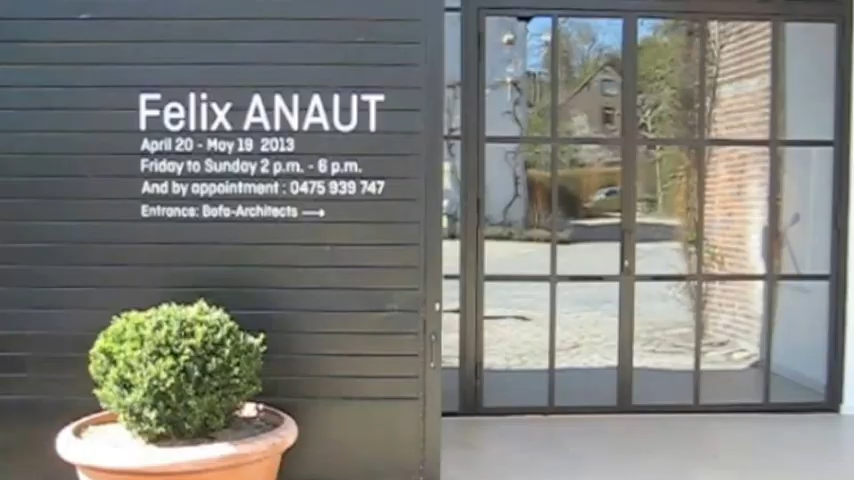 Felix ANAUT
April 20 - May 19 2013
Friday to Sunday 2 p.m. - 6 p.m.
And by appointment : 0475 939 747
Entrance: Bofa-Architects →